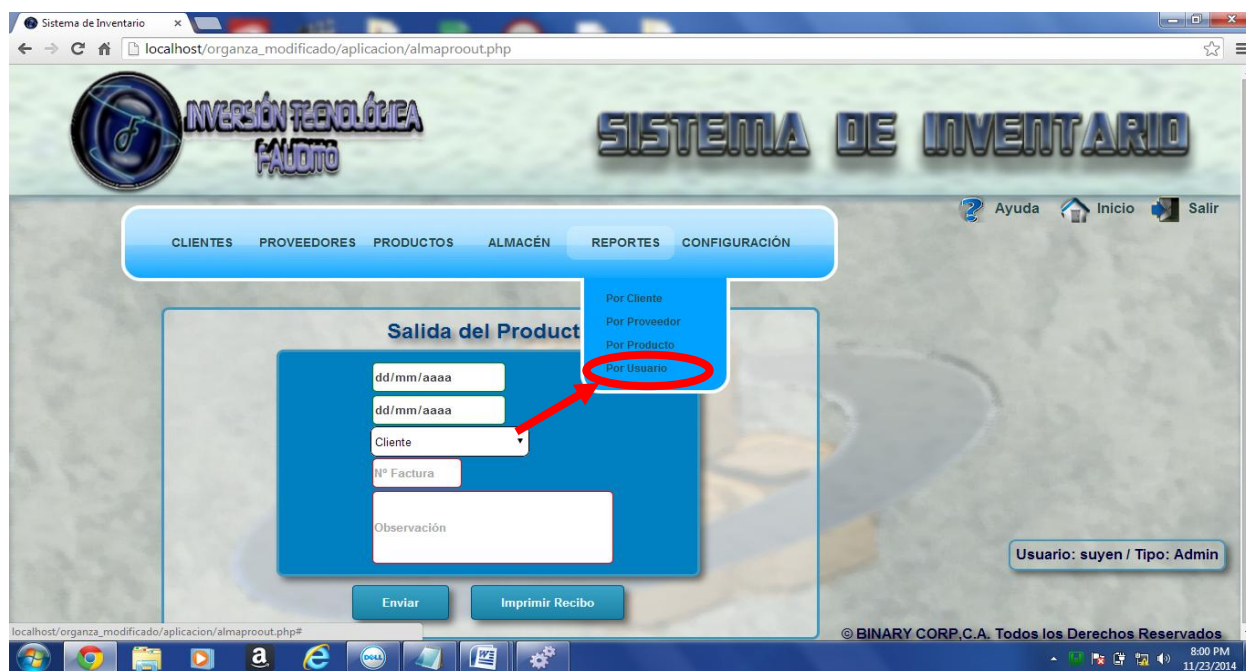 Sistema de Inventario
localhost/organza_modificado/aplicacion/almaproout.php
INVERSIÓN TECNOLÓGICA
FAUDITO
SISTEMA DE INVENTARIO
Ayuda Inicio Salir
CLIENTES PROVEEDORES PRODUCTOS ALMACÉN REPORTES CONFIGURACIÓN
Por Cliente
Por Proveedor
Por Producto
Por Usuario
Salida del Product
dd/mm/aaaa
dd/mm/aaaa
Cliente
Nº Factura
Observación
Enviar Imprimir Recibo
Usuario: suyen / Tipo: Admin
© BINARY CORP,C.A. Todos los Derechos Reservados
localhost/organza_modificado/aplicacion/almaproout.php#
8:00 PM
11/23/2014